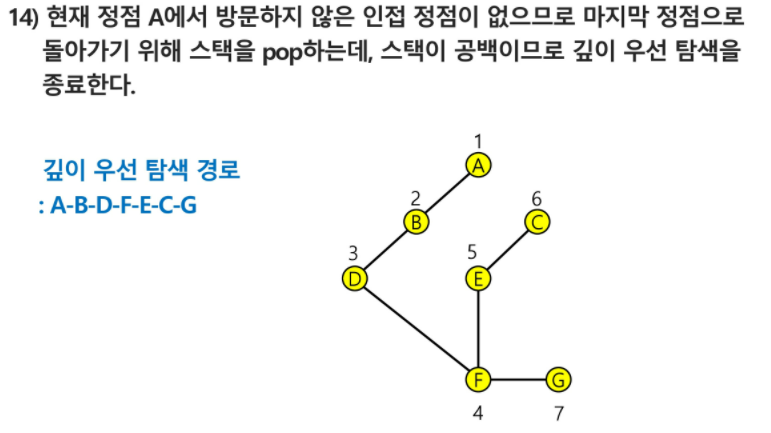 14) 현재 정점 A에서 방문하지 않은 인접 정점이 없으므로 마지막 정점으로
돌아가기 위해 스택을 pop하는데, 스택이 공백이므로 깊이 우선 탐색을
종료한다.
깊이 우선 탐색 경로
: A-B-D-F-E-C-G
1
A
2
B
6
C
3
D
5
E
F
G
4
7